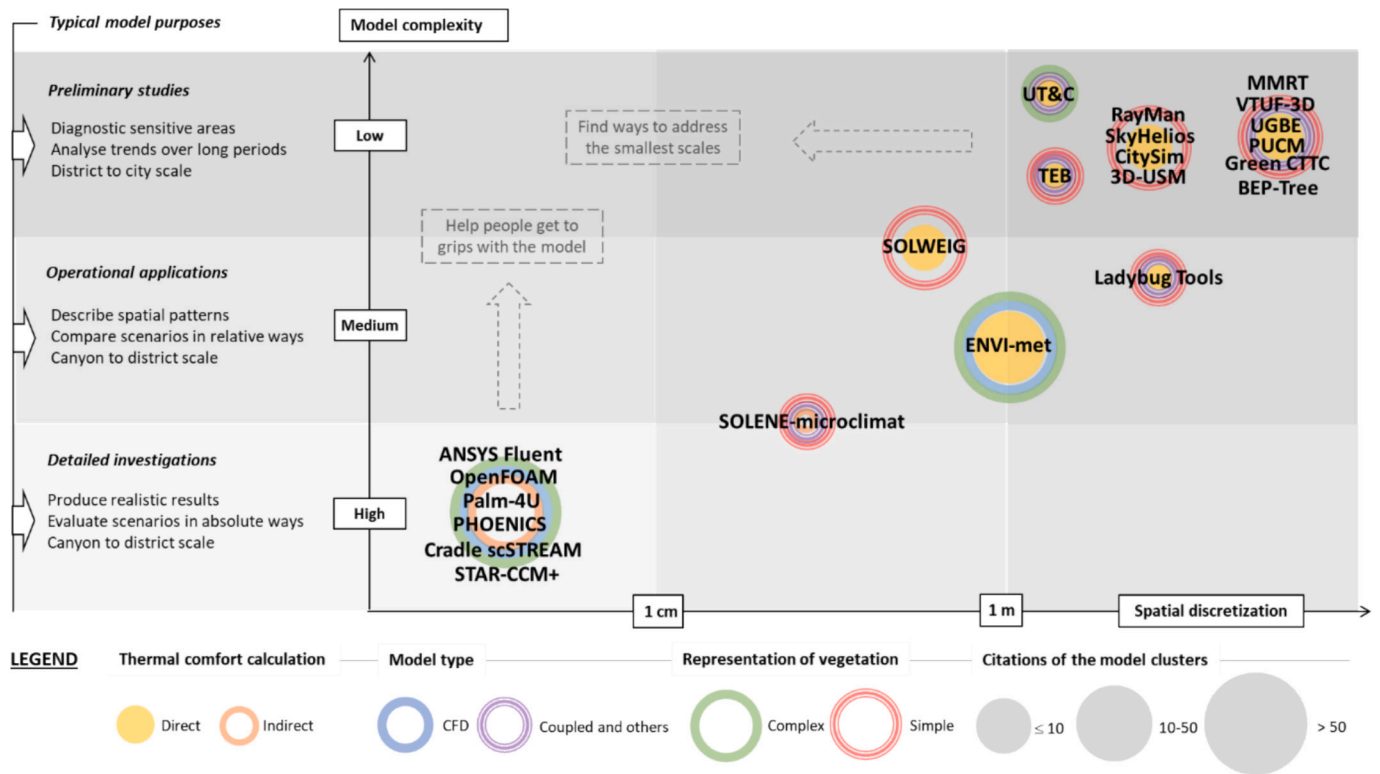 Typical model purposes
Model complexity
Preliminary studies
Diagnostic sensitive areas
Analyse trends over long periods
District to city scale
Low
Find ways to address
the smallest scales
UT&C
TEB
RayMan
SkyHelios
CitySim
3D-USM
MMRT
VTUF-3D
UGBE
PUCM
Green CTTC
BEP-Tree
Help people get to
grips with the model
SOLWEIG
Operational applications
Describe spatial patterns
Compare scenarios in relative ways
Canyon to district scale
Medium
Ladybug Tools
ENVI-met
SOLENE-microclimat
Detailed investigations
Produce realistic results
Evaluate scenarios in absolute ways
Canyon to district scale
High
ANSYS Fluent
OpenFOAM
Palm-4U
PHOENICS
Cradle scSTREAM
STAR-CCM+
1 cm
1 m
Spatial discretization
LEGEND
Thermal comfort calculation
Model type
Representation of vegetation
Citations of the model clusters
Direct
Indirect
CFD
Coupled and others
Complex
Simple
≤ 10
10-50
> 50